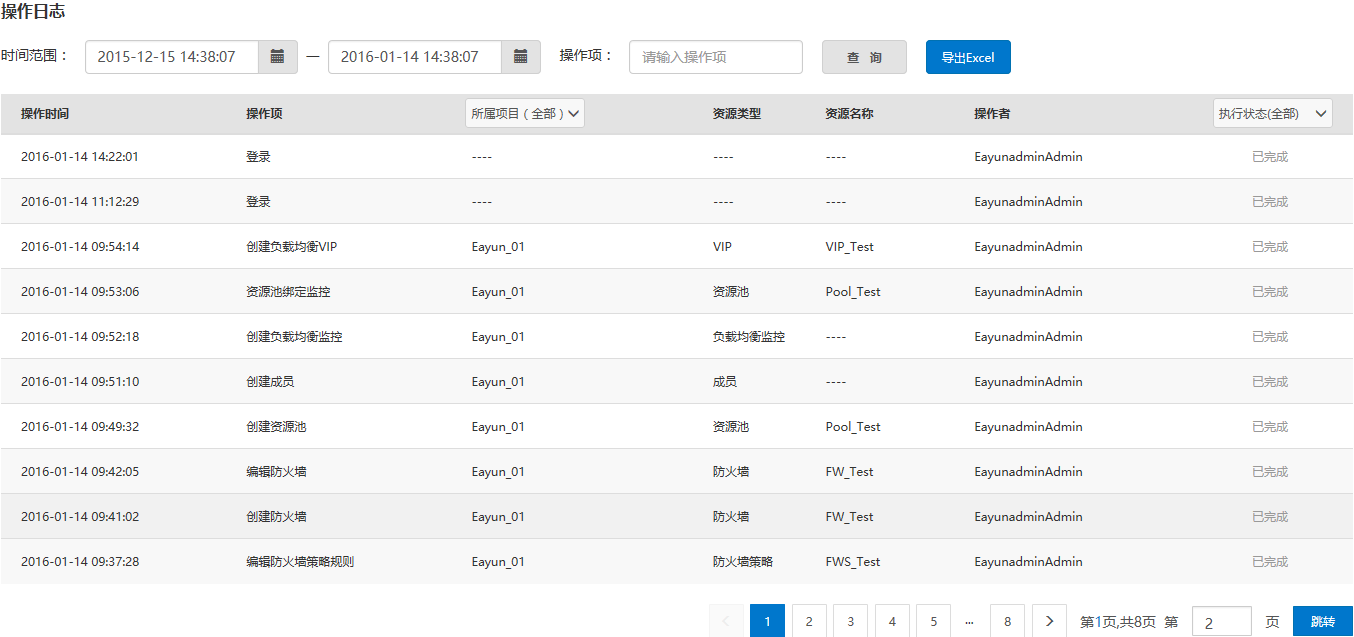 操作日志
时间范围： 2015-12-15 14:38:07 — 2016-01-14 14:38:07 操作项： 请输入操作项 查 询 导出Excel
操作时间 操作项 所属项目（全部） 资源类型 资源名称 操作者 执行状态(全部)
2016-01-14 14:22:01 登录 ---- ---- ---- EayunadminAdmin 已完成
2016-01-14 11:12:29 登录 ---- ---- ---- EayunadminAdmin 已完成
2016-01-14 09:54:14 创建负载均衡VIP Eayun_01 VIP VIP_Test EayunadminAdmin 已完成
2016-01-14 09:53:06 资源池绑定监控 Eayun_01 资源池 Pool_Test EayunadminAdmin 已完成
2016-01-14 09:52:18 创建负载均衡监控 Eayun_01 负载均衡监控 ---- EayunadminAdmin 已完成
2016-01-14 09:51:10 创建成员 Eayun_01 成员 ---- EayunadminAdmin 已完成
2016-01-14 09:49:32 创建资源池 Eayun_01 资源池 Pool_Test EayunadminAdmin 已完成
2016-01-14 09:42:05 编辑防火墙 Eayun_01 防火墙 FW_Test EayunadminAdmin 已完成
2016-01-14 09:41:02 创建防火墙 Eayun_01 防火墙 FW_Test EayunadminAdmin 已完成
2016-01-14 09:37:28 编辑防火墙策略规则 Eayun_01 防火墙策略 FWS_Test EayunadminAdmin 已完成
< 1 2 3 4 5 ... 8 > 第1页,共8页 第 2 页 跳转